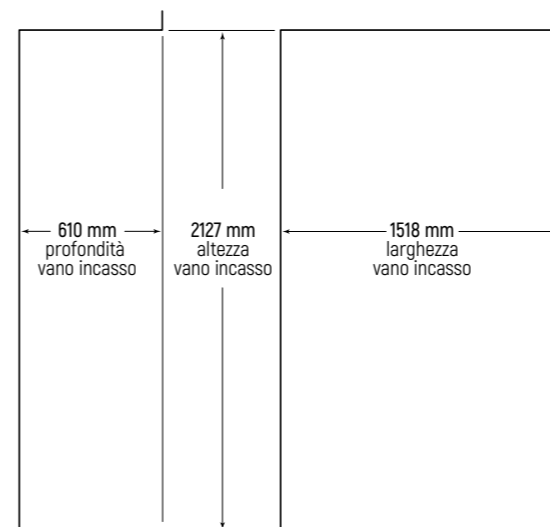 610 mm
profondità
vano incasso
2127 mm
altezza
vano incasso
1518 mm
larghezza
vano incasso